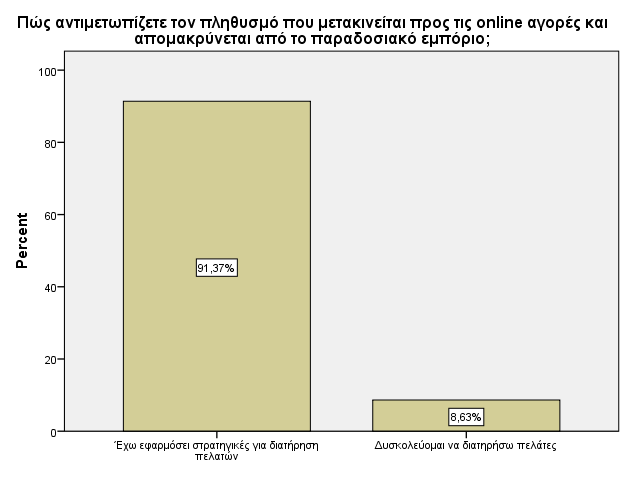 Πώς αντιμετωπίζετε τον πληθυσμό που μετακινείται προς τις online αγορές και
απομακρύνεται από το παραδοσιακό εμπόριο;
100
80
60
40
20
0
Percent
91,37%
8,63%
Έχω εφαρμόσει στρατηγικές για διατήρηση
πελατών
Δυσκολεύομαι να διατηρήσω πελάτες